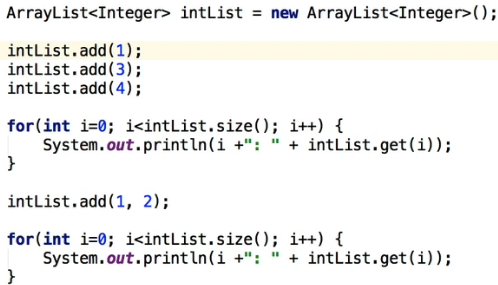 ArrayList<Integer> intList = new ArrayList<Integer>();
intList.add(1);
intList.add(3);
intList.add(4);
for(int i=0; i<intList.size(); i++) {
System.out.println(i +": " + intList.get(i));
}
intList.add(1, 2);
for(int i=0; i<intList.size(); i++) {
System.out.println(i +": " + intList.get(i));
}